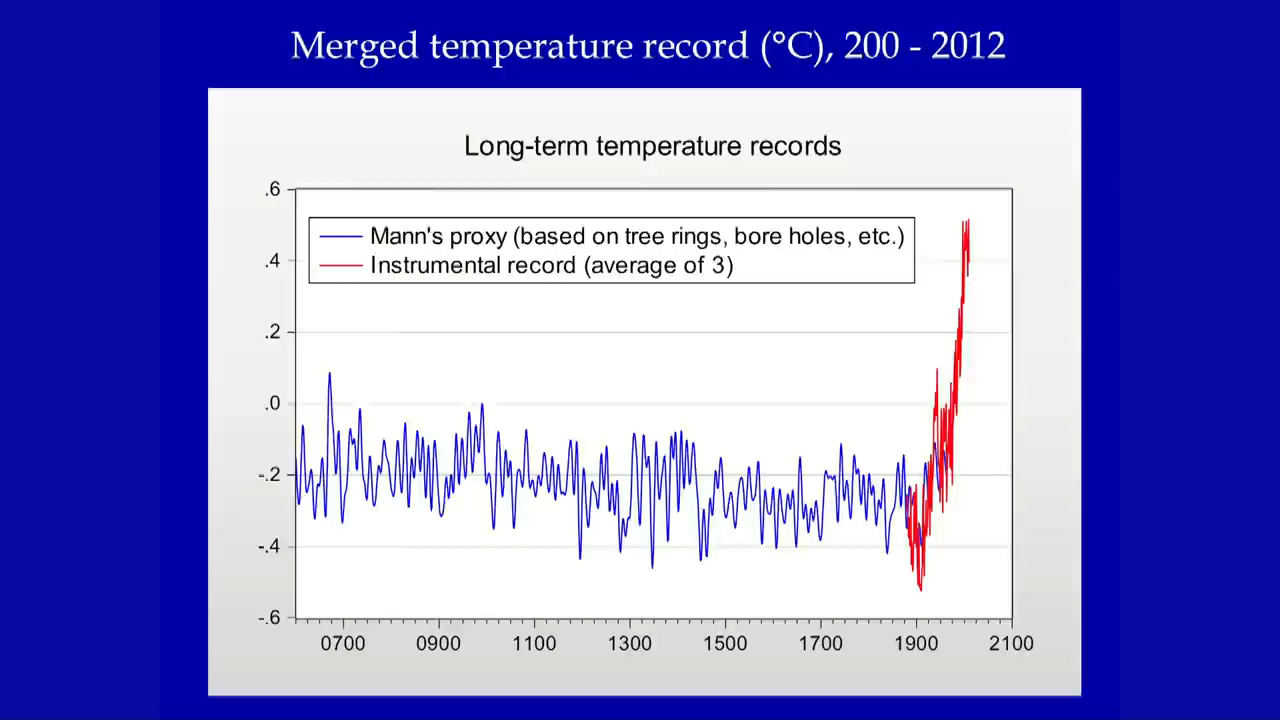 Merged temperature record (°C), 200 - 2012
Long-term temperature records
.6
Mann's proxy (based on tree rings, bore holes, etc.)
.4
Instrumental record (average of 3)
.2
.0
-.2
-.4
-.6
0700 0900 1100 1300 1500 1700 1900 2100